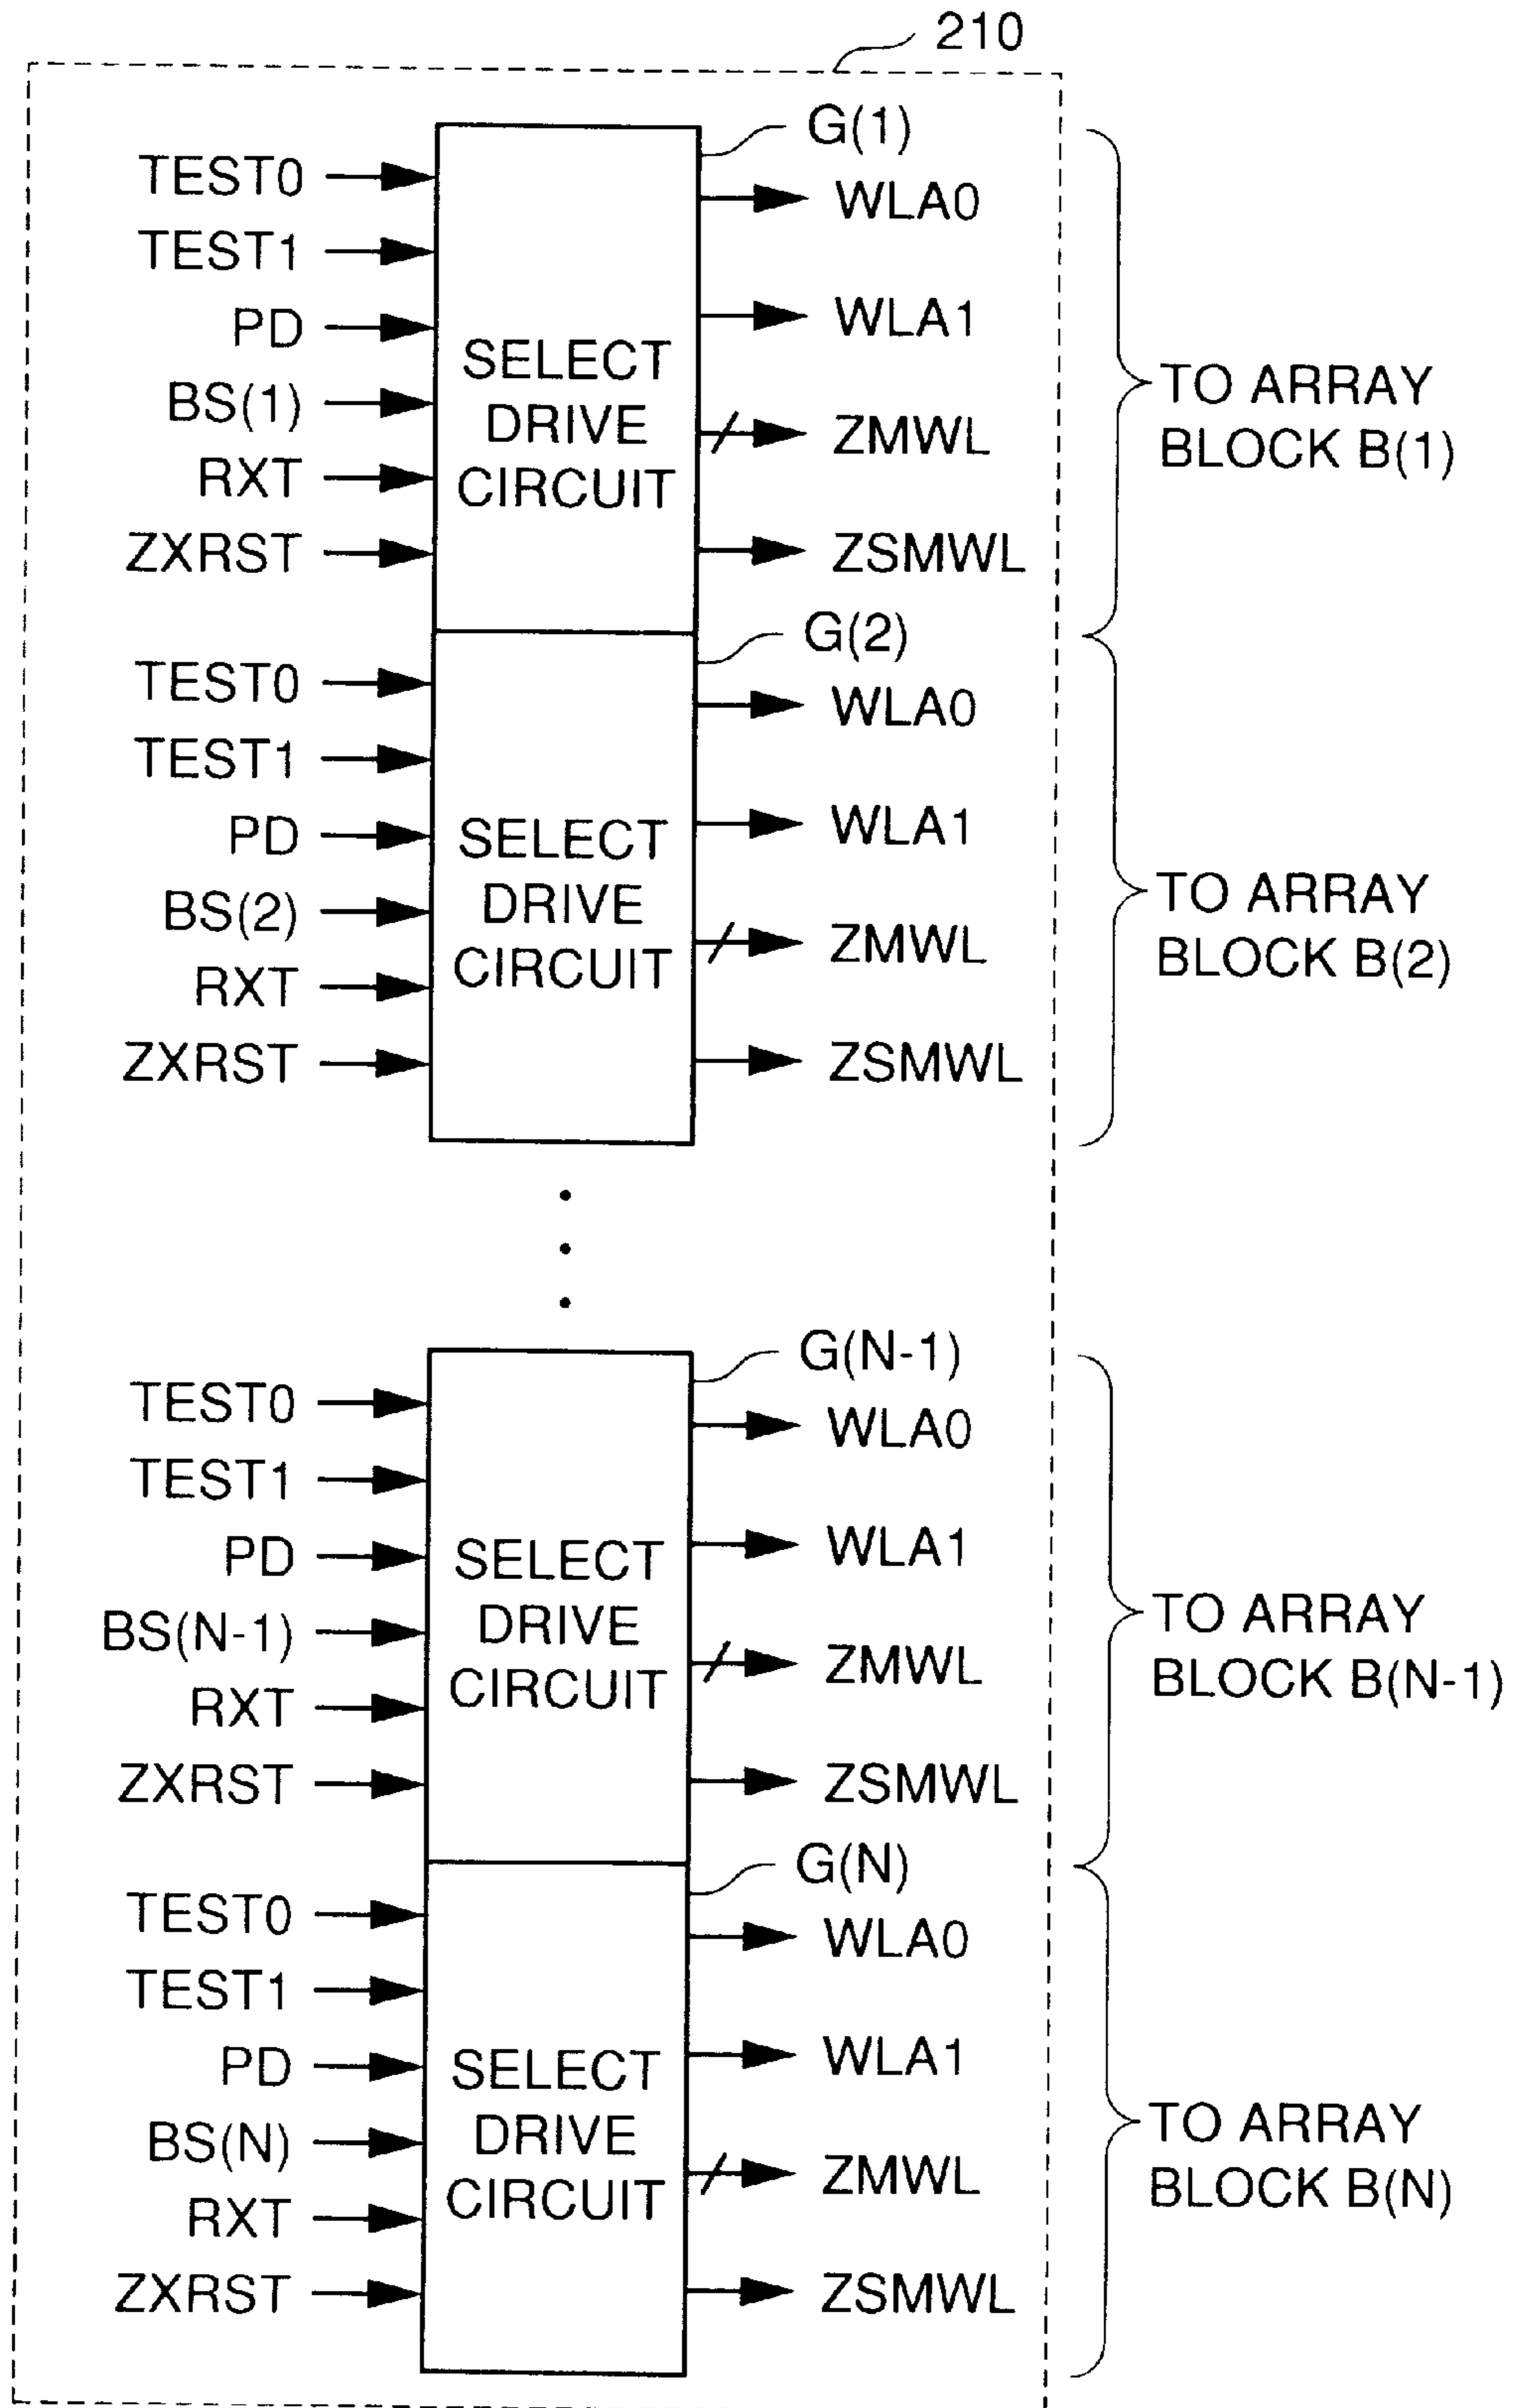 210
G(1)
TEST0
WLA0
TEST1
WLA1
PD
SELECT
DRIVE
CIRCUIT
TO ARRAY
BLOCK B(1)
BS(1)
ZMWL
RXT
ZXRST
ZSMWL
G(2)
TEST0
WLA0
TEST1
WLA1
PD
SELECT
DRIVE
CIRCUIT
TO ARRAY
BLOCK B(2)
BS(2)
ZMWL
RXT
ZXRST
ZSMWL
G(N-1)
TEST0
WLA0
TEST1
WLA1
PD
SELECT
DRIVE
CIRCUIT
TO ARRAY
BLOCK B(N-1)
BS(N-1)
ZMWL
RXT
ZXRST
ZSMWL
G(N)
TEST0
WLA0
TEST1
WLA1
PD
SELECT
DRIVE
CIRCUIT
TO ARRAY
BLOCK B(N)
BS(N)
ZMWL
RXT
ZXRST
ZSMWL